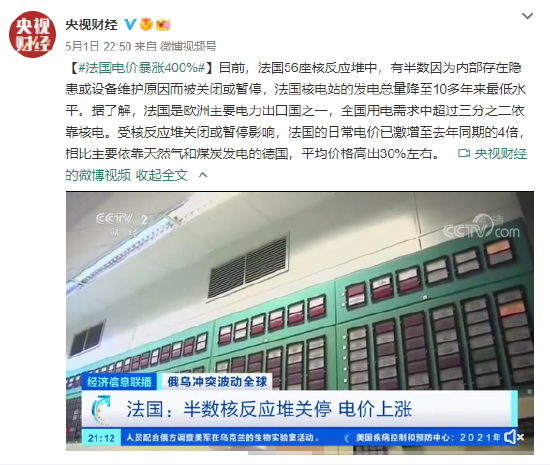 央视财经
央视财经
5月1日 22:50 来自 微博视频号
【#法国电价暴涨400%#】目前，法国56座核反应堆中，有半数因为内部存在隐
患或设备维护原因而被关闭或暂停，法国核电站的发电总量降至10多年来最低水
平。据了解，法国是欧洲主要电力出口国之一，全国用电需求中超过三分之二依
靠核电。受核反应堆关闭或暂停影响，法国的日常电价已激增至去年同期的4倍，
相比主要依靠天然气和煤炭发电的德国，平均价格高出30%左右。 央视财经
的微博视频 收起全文
CCTV 2
CCTV.com
经济信息联播 俄乌冲突波动全球
法国：半数核反应堆关停 电价上涨
21:12 人员配合俄方调查美军在乌克兰的生物实验室活动。 美国疾病控制和预防中心：2021年